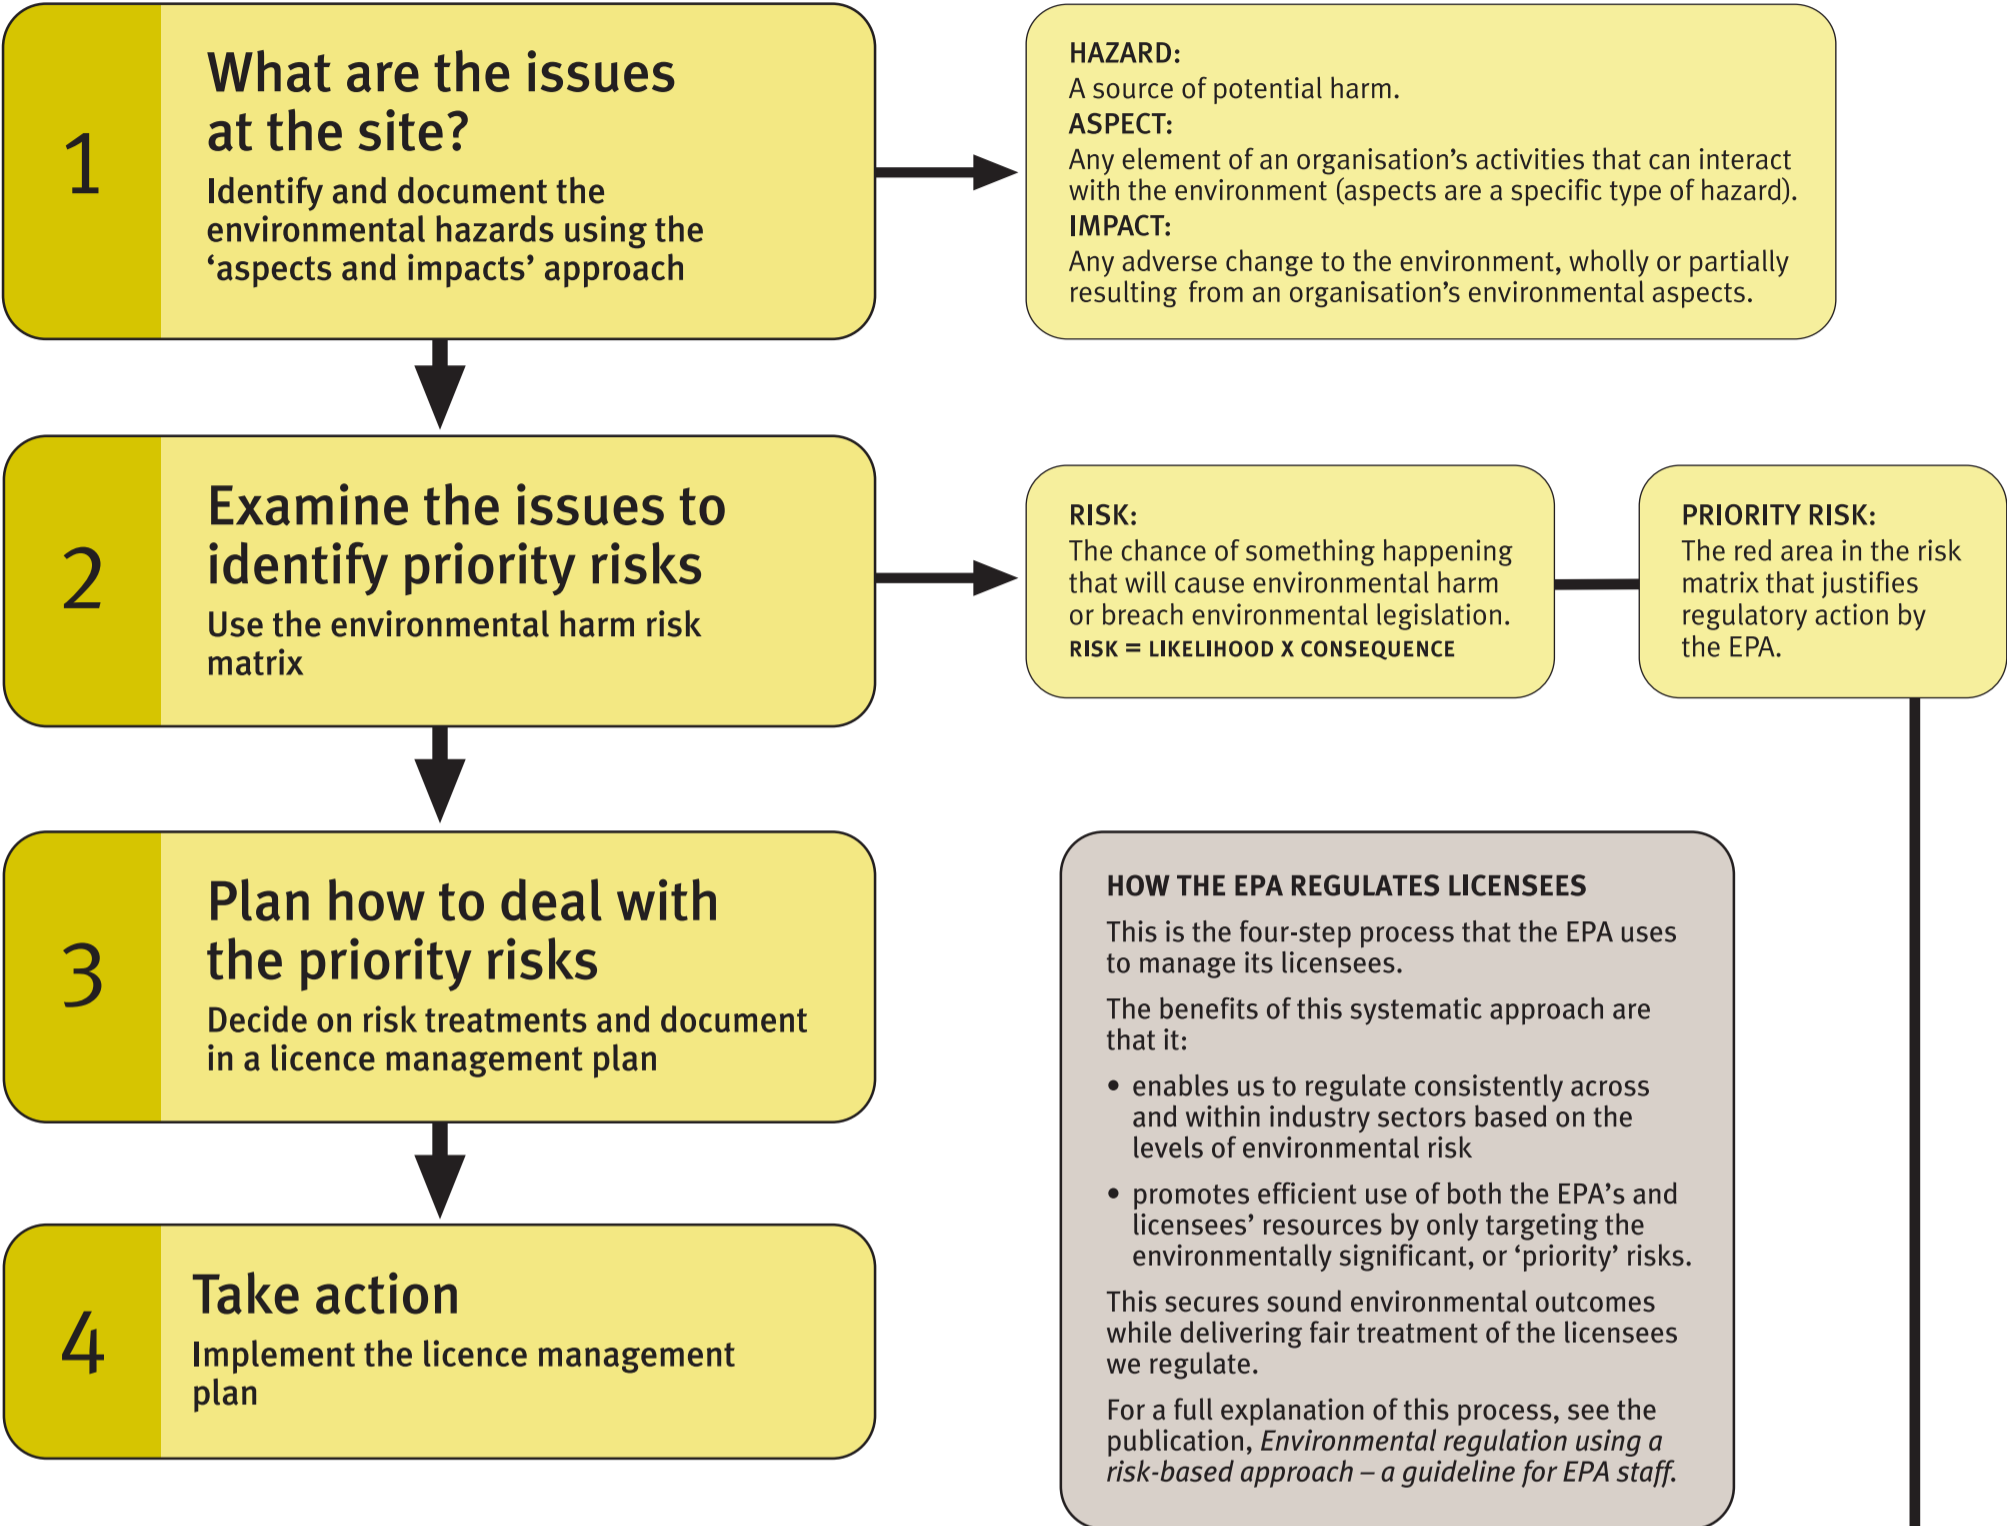 1
What are the issues
at the site?
Identify and document the
environmental hazards using the
‘aspects and impacts’ approach
HAZARD:
A source of potential harm.
ASPECT:
Any element of an organisation’s activities that can interact
with the environment (aspects are a specific type of hazard).
IMPACT:
Any adverse change to the environment, wholly or partially
resulting from an organisation’s environmental aspects.
2
Examine the issues to
identify priority risks
Use the environmental harm risk
matrix
RISK:
The chance of something happening
that will cause environmental harm
or breach environmental legislation.
RISK = LIKELIHOOD X CONSEQUENCE
PRIORITY RISK:
The red area in the risk
matrix that justifies
regulatory action by
the EPA.
3
Plan how to deal with
the priority risks
Decide on risk treatments and document
in a licence management plan
4
Take action
Implement the licence management
plan
HOW THE EPA REGULATES LICENSEES
This is the four-step process that the EPA uses
to manage its licensees.
The benefits of this systematic approach are
that it:
• enables us to regulate consistently across
and within industry sectors based on the
levels of environmental risk
• promotes efficient use of both the EPA’s and
licensees’ resources by only targeting the
environmentally significant, or ‘priority’ risks.
This secures sound environmental outcomes
while delivering fair treatment of the licensees
we regulate.
For a full explanation of this process, see the
publication, Environmental regulation using a
risk-based approach – a guideline for EPA staff.